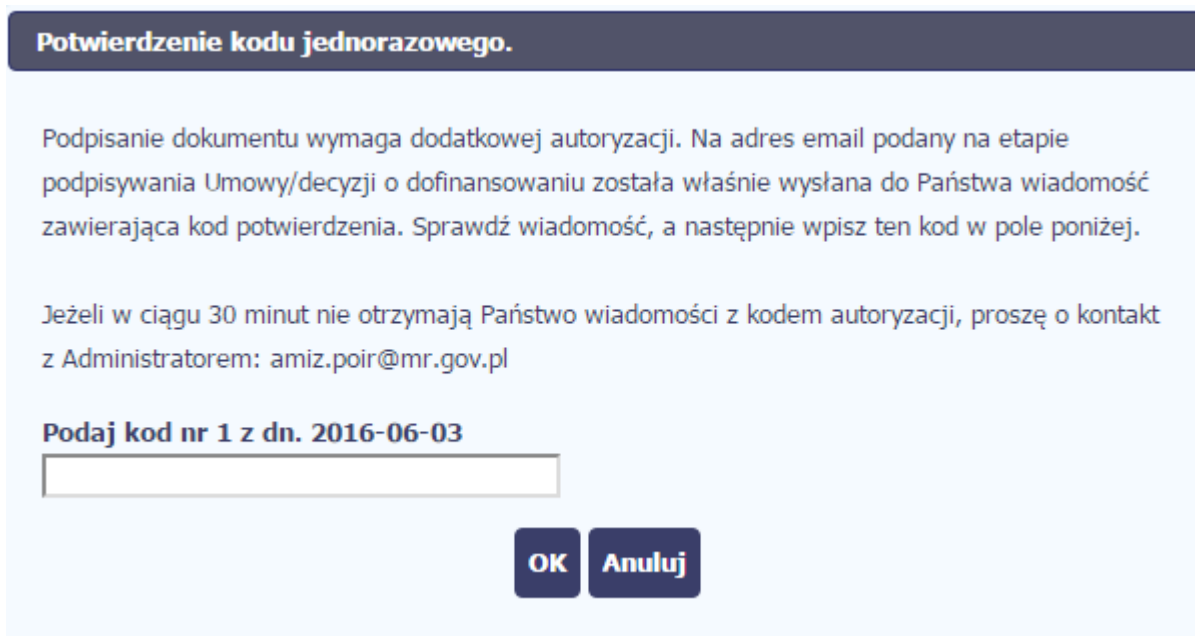 Potwierdzenie kodu jednorazowego.
Podpisanie dokumentu wymaga dodatkowej autoryzacji. Na adres email podany na etapie
podpisywania Umowy/decyzji o dofinansowaniu została właśnie wysłana do Państwa wiadomość
zawierająca kod potwierdzenia. Sprawdź wiadomość, a następnie wpisz ten kod w pole poniżej.
Jeżeli w ciągu 30 minut nie otrzymają Państwo wiadomości z kodem autoryzacji, proszę o kontakt
z Administratorem: amiz.poir@mr.gov.pl
Podaj kod nr 1 z dn. 2016-06-03
OK Anuluj